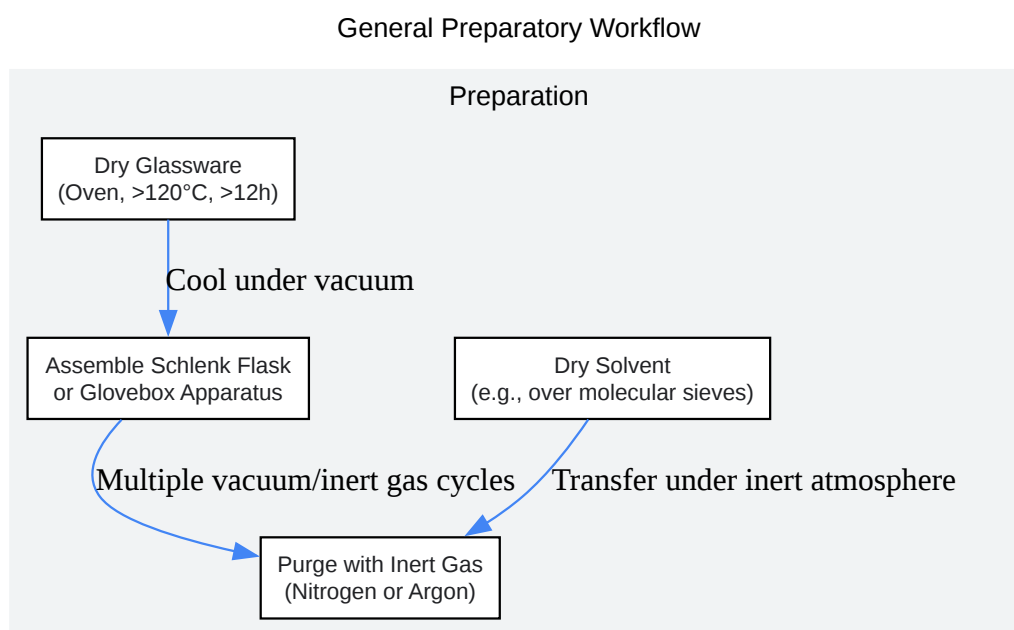 General Preparatory Workflow
Preparation
Dry Glassware
(Oven, >120°C, >12h)
Cool under vacuum
Assemble Schlenk Flask
or Glovebox Apparatus
Dry Solvent
(e.g., over molecular sieves)
Multiple vacuum/inert gas cycles
Transfer under inert atmosphere
Purge with Inert Gas
(Nitrogen or Argon)